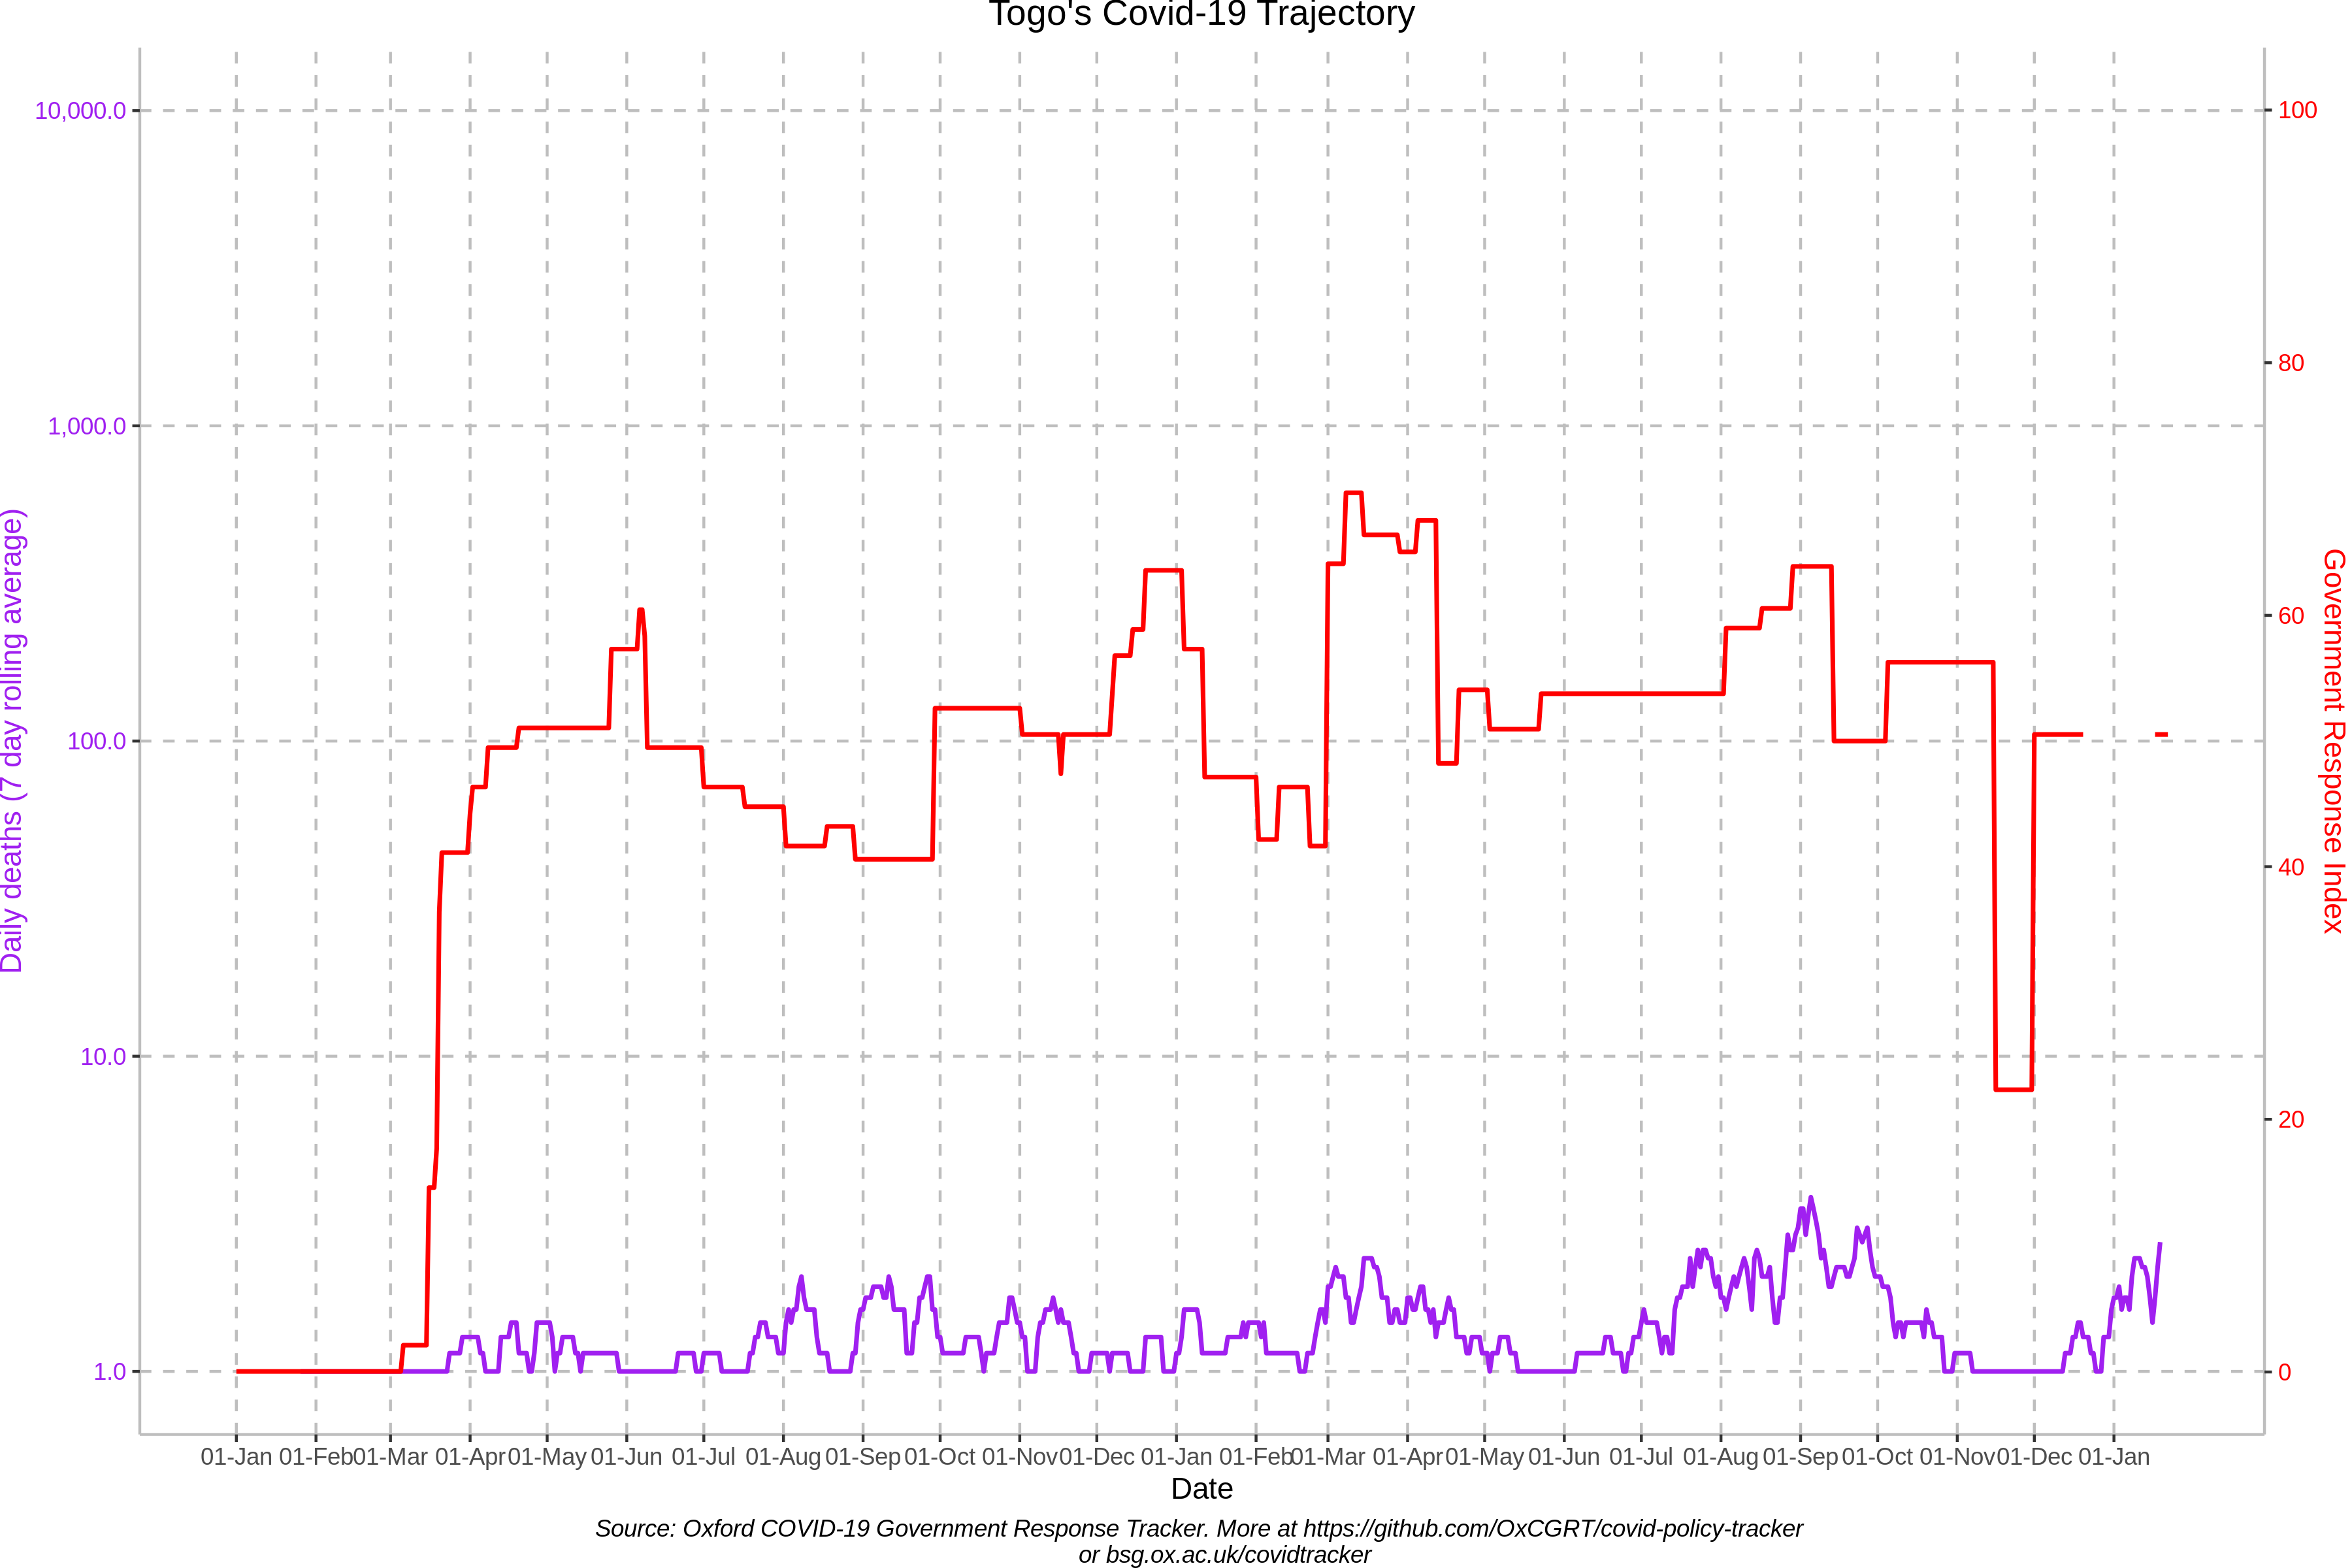 Togo's Covid-19 Trajectory
10,000.0
1,000.0
100.0
10.0
1.0
Daily deaths (7 day rolling average)
100
80
60
40
20
0
Government Response Index
01-Jan 01-Feb 01-Mar 01-Apr 01-May 01-Jun 01-Jul 01-Aug 01-Sep 01-Oct 01-Nov 01-Dec 01-Jan 01-Feb 01-Mar 01-Apr 01-May 01-Jun 01-Jul 01-Aug 01-Sep 01-Oct 01-Nov 01-Dec 01-Jan
Date
Source: Oxford COVID-19 Government Response Tracker. More at https://github.com/OxCGRT/covid-policy-tracker
or bsg.ox.ac.uk/covidtracker